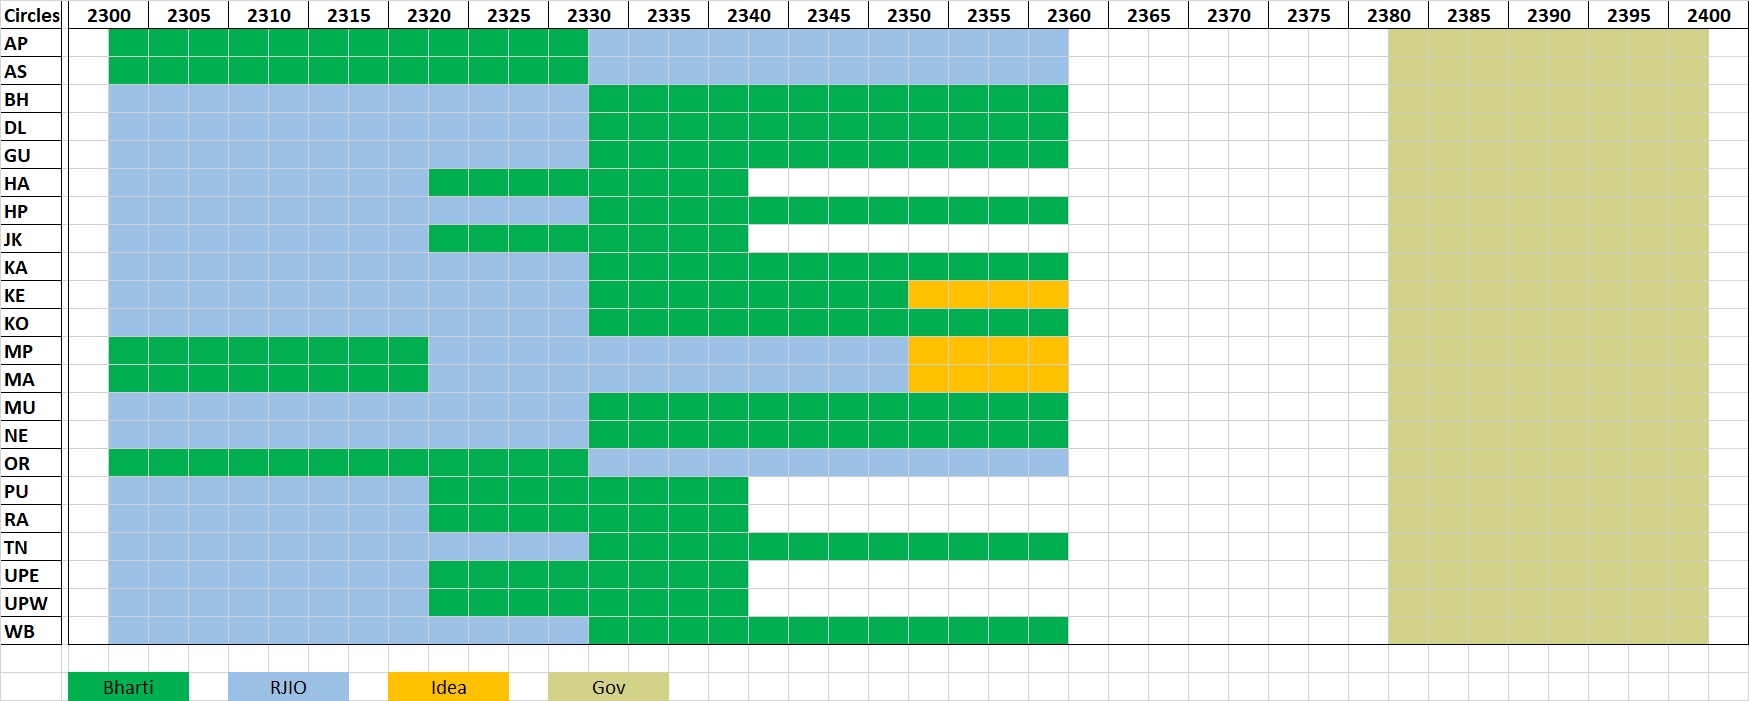 Circles 2300 2305 2310 2315 2320 2325 2330 2335 2340 2345 2350 2355 2360 2365 2370 2375 2380 2385 2390 2395 2400
AP
AS
BH
DL
GU
HA
HP
JK
KA
KE
KO
MP
MA
MU
NE
OR
PU
RA
TN
UPE
UPW
WB
Bharti RJIO Idea Gov